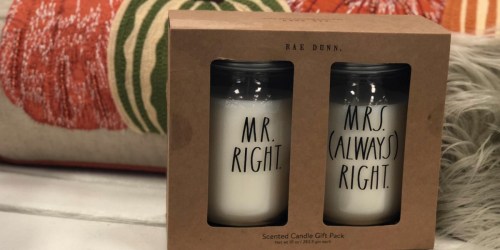 RAE DUNN.
MR.
RIGHT.
MRS.
(ALWAYS)
RIGHT.
Scented Candle Gift Pack